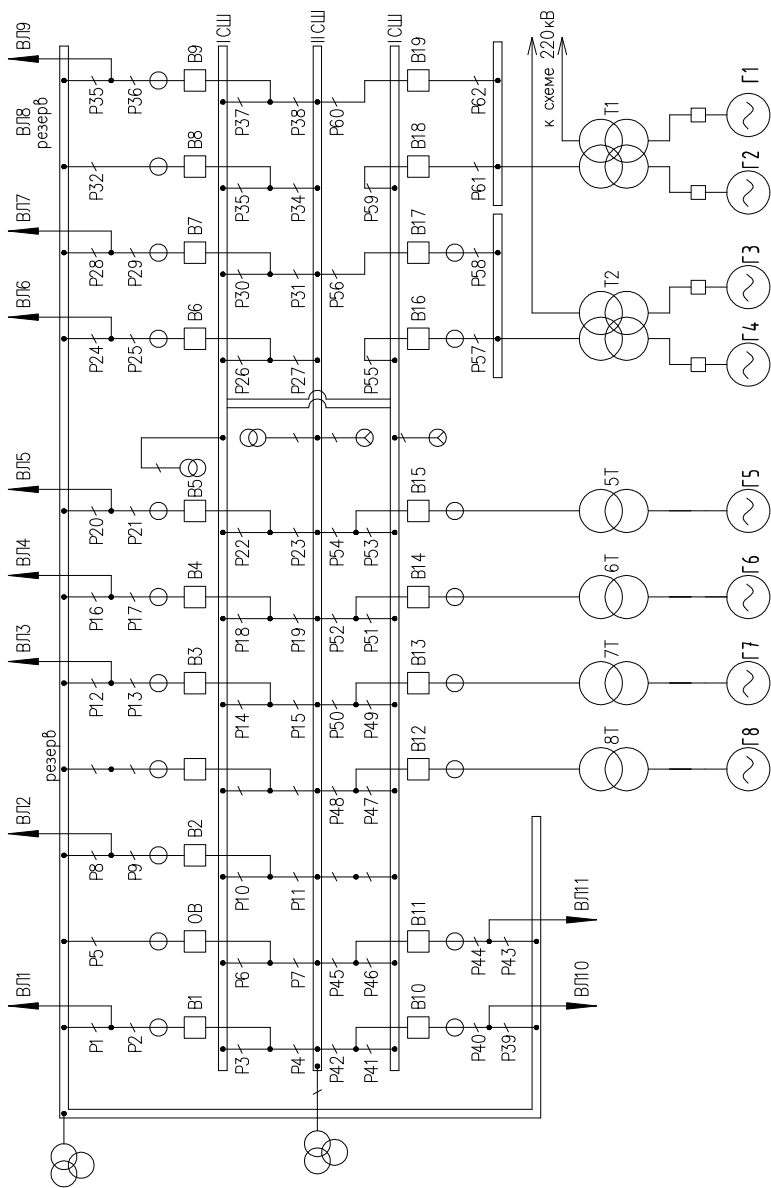 ВЛ1
ВЛ2
ВЛ3
ВЛ4
ВЛ5
ВЛ6
ВЛ7
ВЛ8
резерв
ВЛ9
резерв
Р1
Р5
Р8
Р12
Р16
Р20
Р24
Р28
Р32
Р35
Р2
Р9
Р13
Р17
Р21
Р25
Р29
Р36
В1
ОВ
В2
В3
В4
В5
В6
В7
В8
В9
IСШ
Р3
Р6
Р10
Р14
Р18
Р22
Р26
Р30
Р35
Р37
Р4
Р7
Р11
Р15
Р19
Р23
Р27
Р31
Р34
Р38
IIСШ
Р42
Р45
Р48
Р50
Р52
Р54
Р56
Р60
Р41
Р46
Р47
Р49
Р51
Р53
Р55
Р59
IСШ
В10
В11
В12
В13
В14
В15
В16
В17
В18
В19
Р40
Р44
Р57
Р58
Р61
Р62
Р39
Р43
к схеме 220кВ
ВЛ10
ВЛ11
8Т
7Т
6Т
5Т
Т2
Т1
Г8
Г7
Г6
Г5
Г4
Г3
Г2
Г1